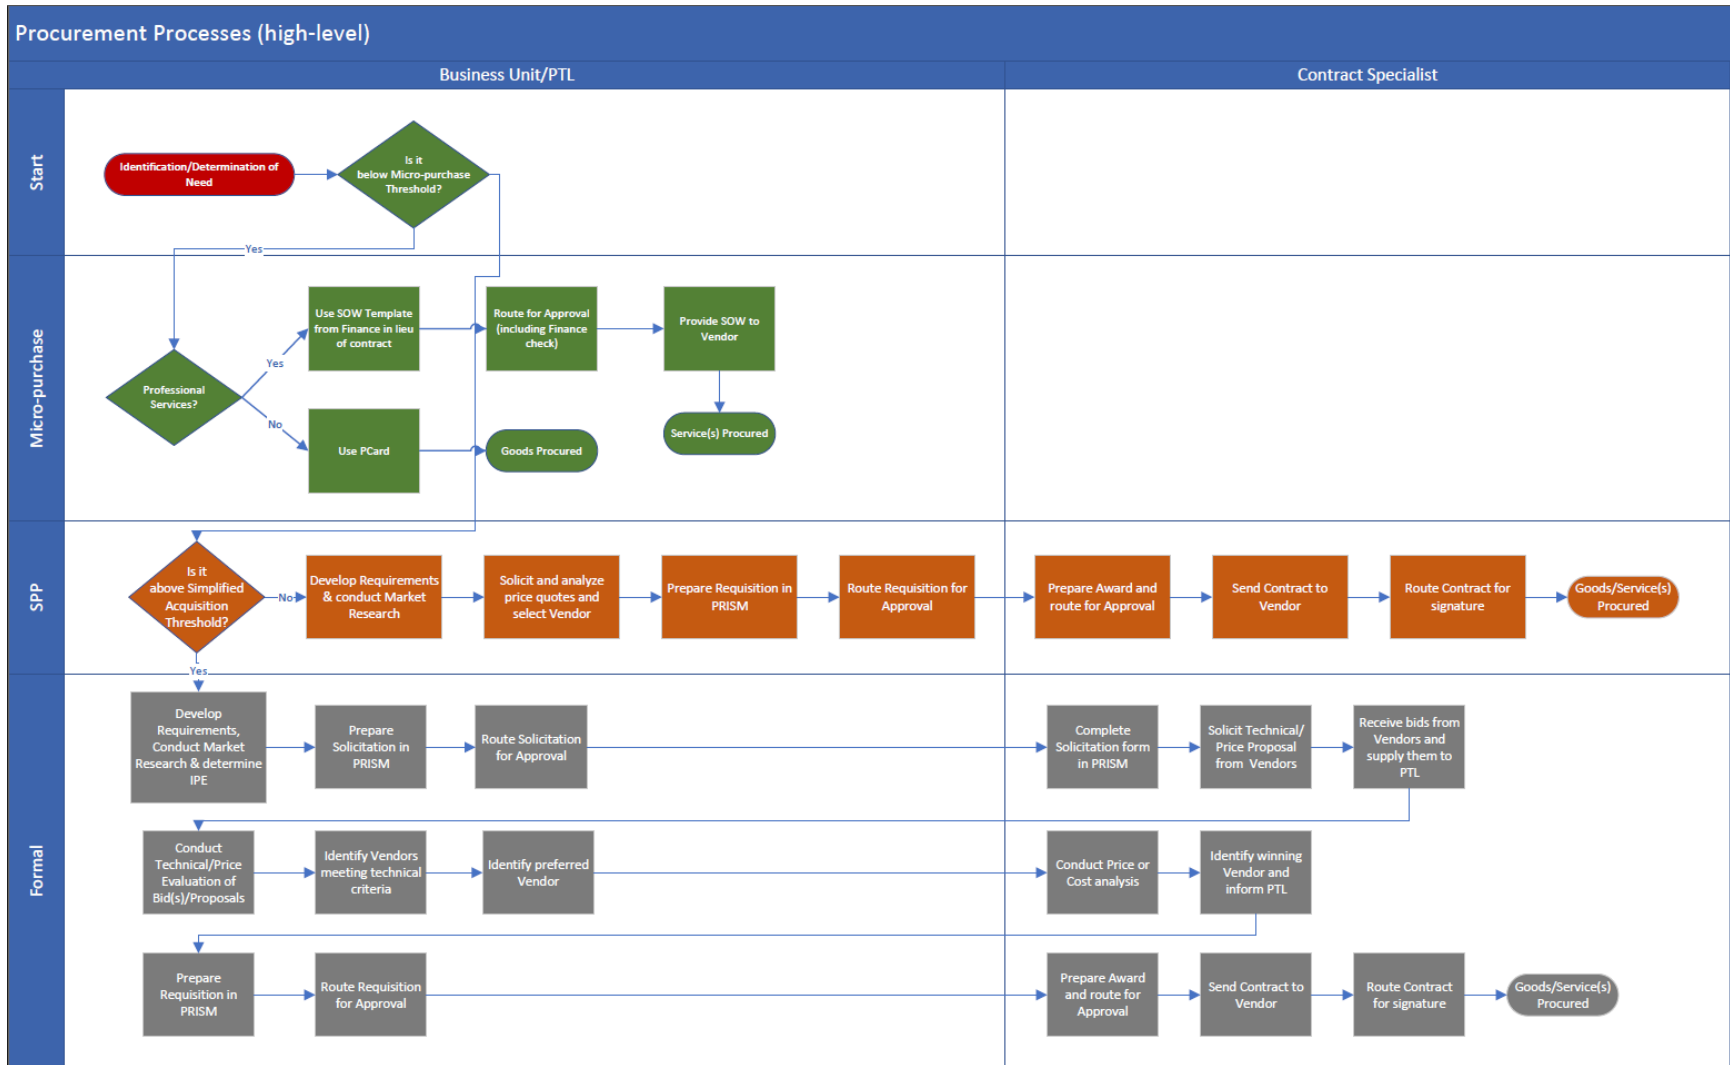 Procurement Processes (high-level)
Business Unit/PTL
Contract Specialist
Start
Identification/Determination of
Need
Is it
below Micro-purchase
Threshold?
Yes
Micro-purchase
Professional
Services?
Yes
No
Use SOW Template
from Finance in lieu
of contract
Route for Approval
(including Finance
check)
Provide SOW to
Vendor
Service(s) Procured
Use PCard
Goods Procured
SPP
Is it
above Simplified
Acquisition
Threshold?
No
Yes
Develop Requirements
& conduct Market
Research
Solicit and analyze
price quotes and
select Vendor
Prepare Requisition in
PRISM
Route Requisition for
Approval
Prepare Award and
route for Approval
Send Contract to
Vendor
Route Contract for
signature
Goods/Service(s)
Procured
Formal
Develop
Requirements,
Conduct Market
Research & determine
IPE
Prepare
Solicitation in
PRISM
Route Solicitation
for Approval
Complete
Solicitation form
in PRISM
Solicit Technical/
Price Proposal
from Vendors
Receive bids from
Vendors and
supply them to
PTL
Conduct
Technical/Price
Evaluation of
Bid(s)/Proposals
Identify Vendors
meeting technical
criteria
Identify preferred
Vendor
Conduct Price or
Cost analysis
Identify winning
Vendor and
inform PTL
Prepare
Requisition in
PRISM
Route Requisition
for Approval
Prepare Award
and route for
Approval
Send Contract to
Vendor
Route Contract
for signature
Goods/Service(s)
Procured